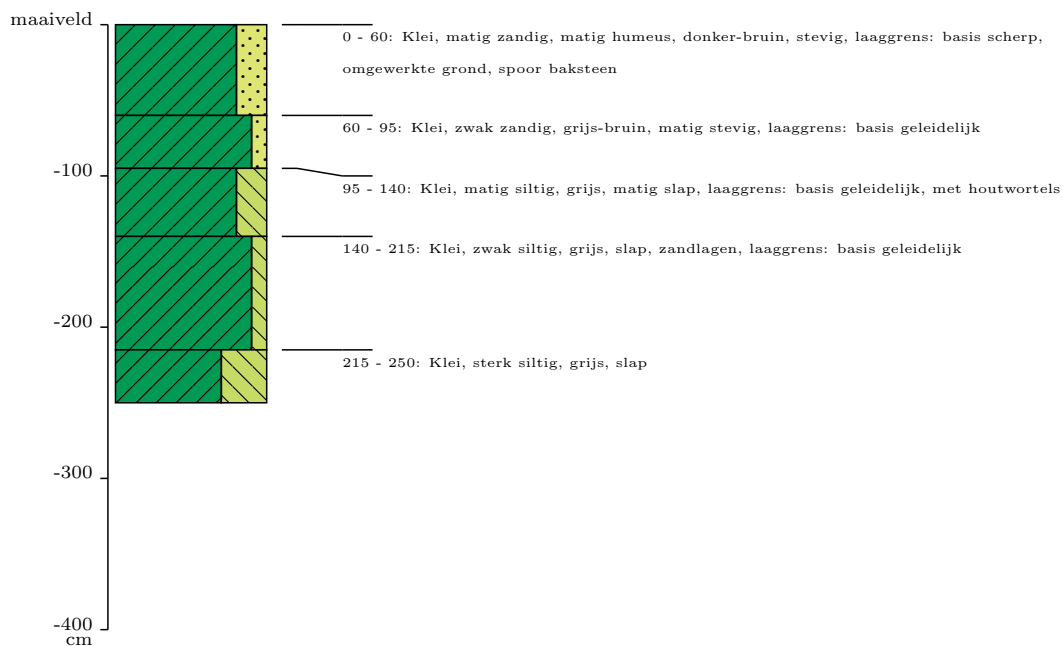 maaiveld
0 - 60: Klei, matig zandig, matig humeus, donker-bruin, stevig, laaggrens: basis scherp,
omgewerkte grond, spoor baksteen
60 - 95: Klei, zwak zandig, grijs-bruin, matig stevig, laaggrens: basis geleidelijk
-100
95 - 140: Klei, matig siltig, grijs, matig slap, laaggrens: basis geleidelijk, met houtwortels
140 - 215: Klei, zwak siltig, grijs, slap, zandlagen, laaggrens: basis geleidelijk
-200
215 - 250: Klei, sterk siltig, grijs, slap
-300
-400
cm